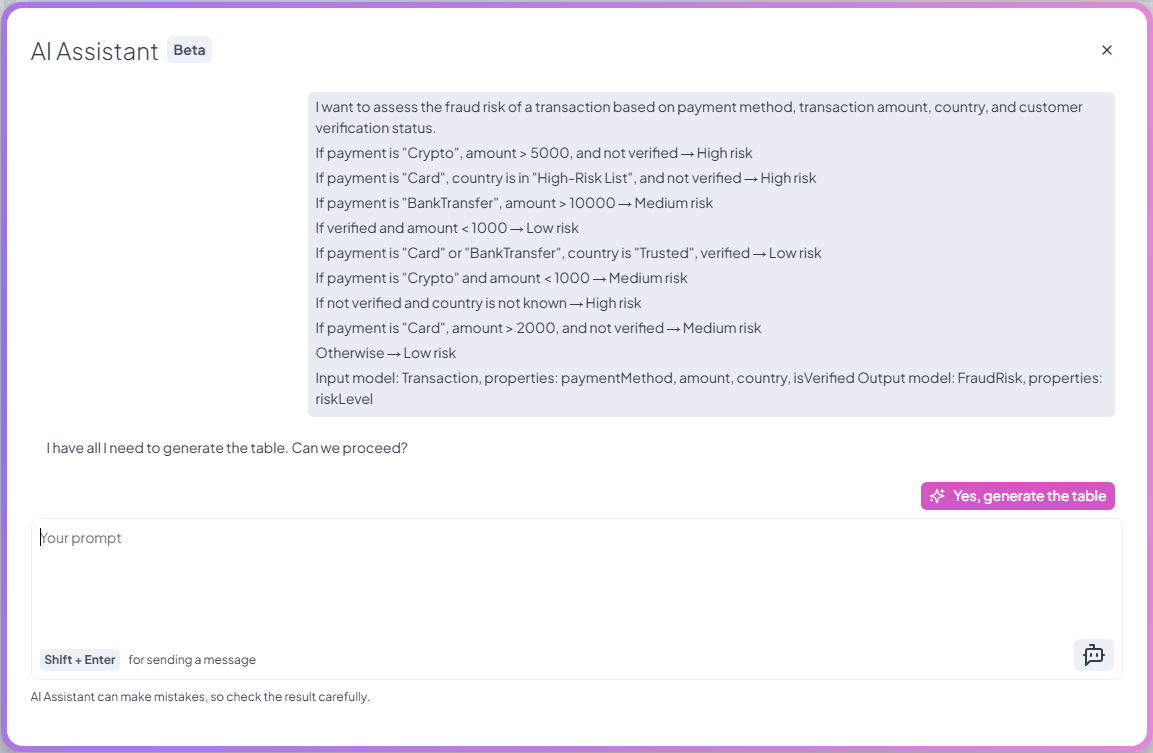 AI Assistant Beta
I want to assess the fraud risk of a transaction based on payment method, transaction amount, country, and customer
verification status.
If payment is "Crypto", amount > 5000, and not verified → High risk
If payment is "Card", country is in "High-Risk List", and not verified → High risk
If payment is "BankTransfer", amount > 10000 → Medium risk
If verified and amount < 1000 → Low risk
If payment is "Card" or "BankTransfer", country is "Trusted", verified → Low risk
If payment is "Crypto" and amount < 1000 → Medium risk
If not verified and country is not known → High risk
If payment is "Card", amount > 2000, and not verified → Medium risk
Otherwise → Low risk
Input model: Transaction, properties: paymentMethod, amount, country, isVerified Output model: FraudRisk, properties:
riskLevel
I have all I need to generate the table. Can we proceed?
Yes, generate the table
Your prompt
Shift + Enter for sending a message
AI Assistant can make mistakes, so check the result carefully.